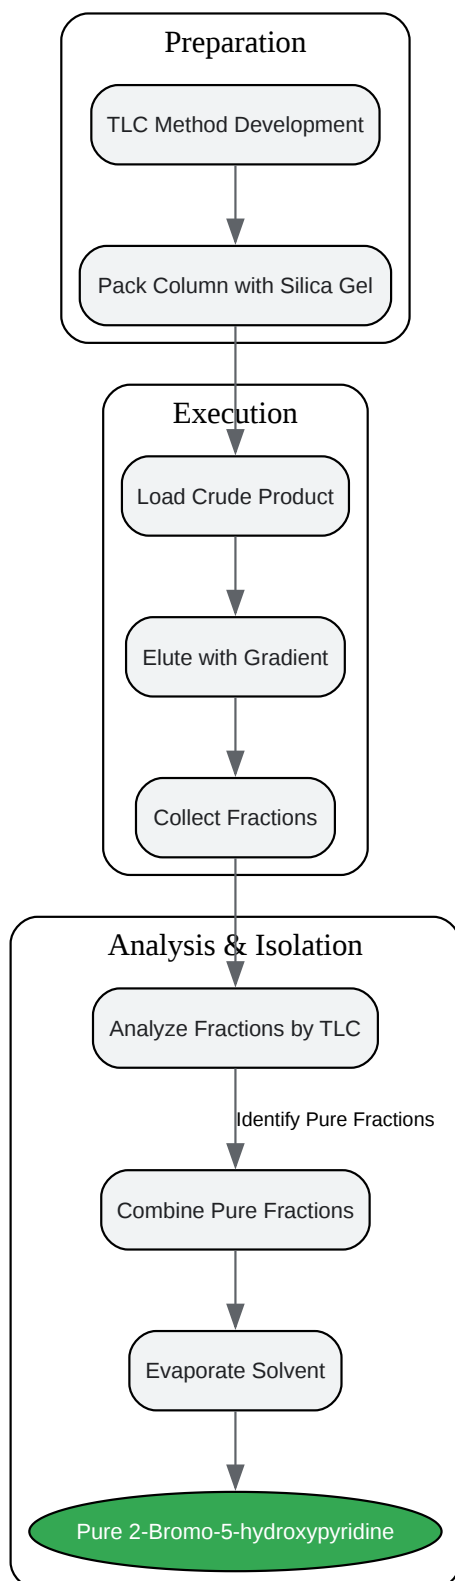 Preparation
TLC Method Development
Pack Column with Silica Gel
Execution
Load Crude Product
Elute with Gradient
Collect Fractions
Analysis & Isolation
Analyze Fractions by TLC
Identify Pure Fractions
Combine Pure Fractions
Evaporate Solvent
Pure 2-Bromo-5-hydroxypyridine